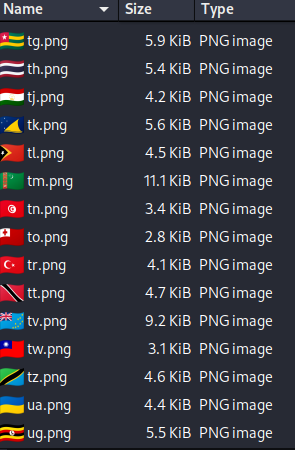 Name Size Type
tg.png 5.9 KiB PNG image
th.png 5.4 KiB PNG image
tj.png 4.2 KiB PNG image
tk.png 5.6 KiB PNG image
tl.png 4.5 KiB PNG image
tm.png 11.1 KiB PNG image
tn.png 3.4 KiB PNG image
to.png 2.8 KiB PNG image
tr.png 4.1 KiB PNG image
tt.png 4.7 KiB PNG image
tv.png 9.2 KiB PNG image
tw.png 3.1 KiB PNG image
tz.png 4.6 KiB PNG image
ua.png 4.4 KiB PNG image
ug.png 5.5 KiB PNG image